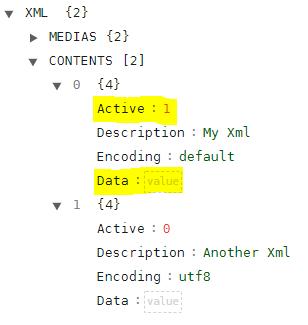 XML {2}
MEDIAS {2}
CONTENTS [2]
0 {4}
Active : 1
Description : My Xml
Encoding : default
Data : value
1 {4}
Active : 0
Description : Another Xml
Encoding : utf8
Data : value